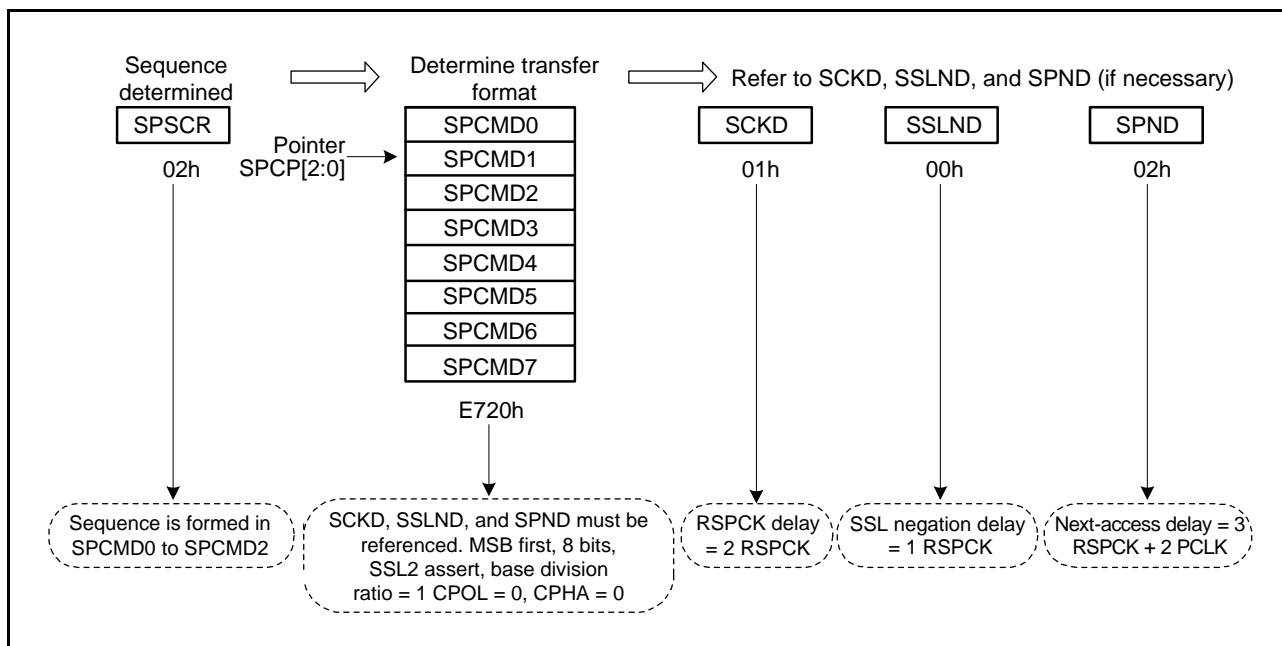 Sequence
determined
Determine transfer
format
Refer to SCKD, SSLND, and SPND (if necessary)
SPSCR
02h
Pointer
SPCP[2:0]
SPCMD0
SPCMD1
SPCMD2
SPCMD3
SPCMD4
SPCMD5
SPCMD6
SPCMD7
E720h
SCKD
01h
SSLND
00h
SPND
02h
Sequence is formed in
SPCMD0 to SPCMD2
SCKD, SSLND, and SPND must be
referenced. MSB first, 8 bits,
SSL2 assert, base division
ratio = 1 CPOL = 0, CPHA = 0
RSPCK delay
= 2 RSPCK
SSL negation delay
= 1 RSPCK
Next-access delay = 3
RSPCK + 2 PCLK